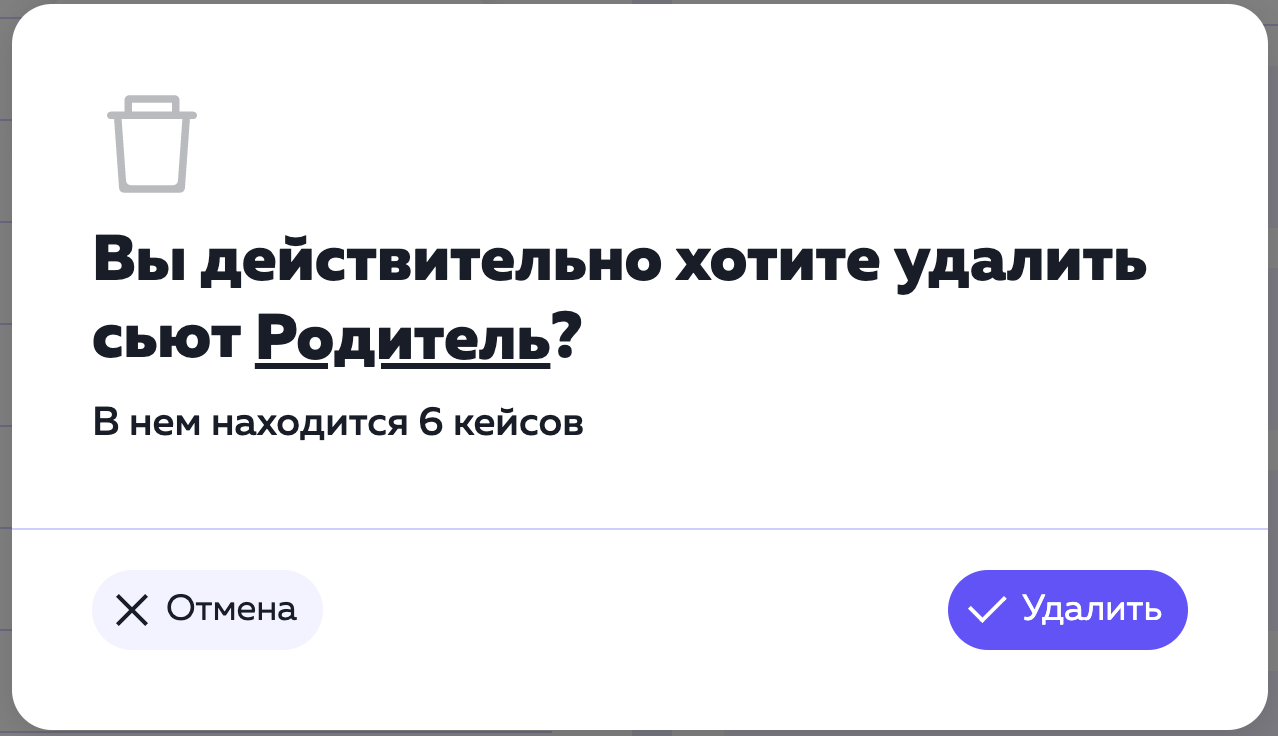 Вы действительно хотите удалить
сьют Родитель?
В нем находится 6 кейсов
Отмена
Удалить